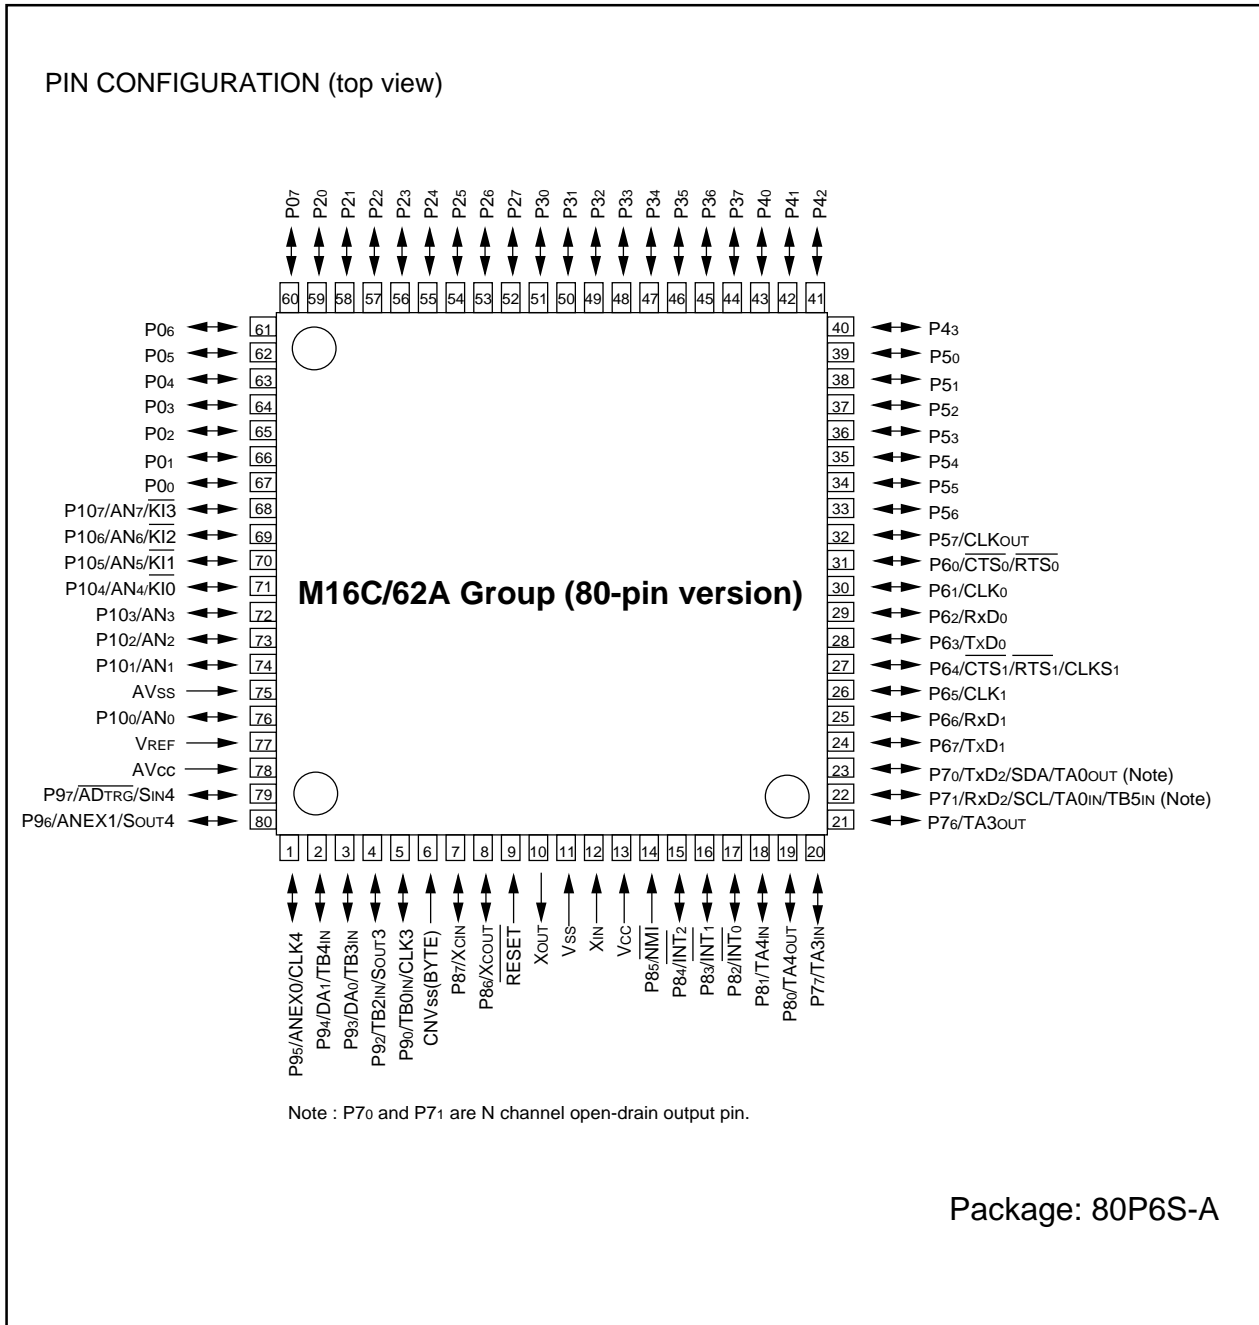 PIN CONFIGURATION (top view)
P07
P20
P21
P22
P23
P24
P25
P26
P27
P30
P31
P32
P33
P34
P35
P36
P37
P40
P41
P42
60 59 58 57 56 55 54 53 52 51 50 49 48 47 46 45 44 43 42 41
P06 61
P05 62
P04 63
P03 64
P02 65
P01 66
P00 67
P107/AN7/KI3 68
P106/AN6/KI2 69
P105/AN5/KI1 70
P104/AN4/KI0 71
P103/AN3 72
P102/AN2 73
P101/AN1 74
AVSS 75
P100/AN0 76
VREF 77
AVCC 78
P97/ADTRG/SIN4 79
P96/ANEX1/SOUT4 80
M16C/62A Group (80-pin version)
40 P43
39 P50
38 P51
37 P52
36 P53
35 P54
34 P55
33 P56
32 P57/CLKOUT
31 P60/CTS0/RTS0
30 P61/CLK0
29 P62/RxD0
28 P63/TXD0
27 P64/CTS1/RTS1/CLKS1
26 P65/CLK1
25 P66/RxD1
24 P67/TXD1
23 P70/TxD2/SDA/TA0OUT (Note)
22 P71/RxD2/SCL/TA0IN/TB5IN (Note)
21 P76/TA3OUT
1 2 3 4 5 6 7 8 9 10 11 12 13 14 15 16 17 18 19 20
P95/ANEX0/CLK4
P94/DA1/TB4IN
P93/DA0/TB3IN
P92/TB2IN/SOUT3
P90/TB0IN/CLK3
CNVSS(BYTE)
P87/XCIN
P86/XCOUT
RESET
XOUT
VSS
XIN
VCC
P85/NMI
P84/INT2
P83/INT1
P82/INT0
P81/TA4IN
P80/TA4OUT
P77/TA3IN
Note : P70 and P71 are N channel open-drain output pin.
Package: 80P6S-A